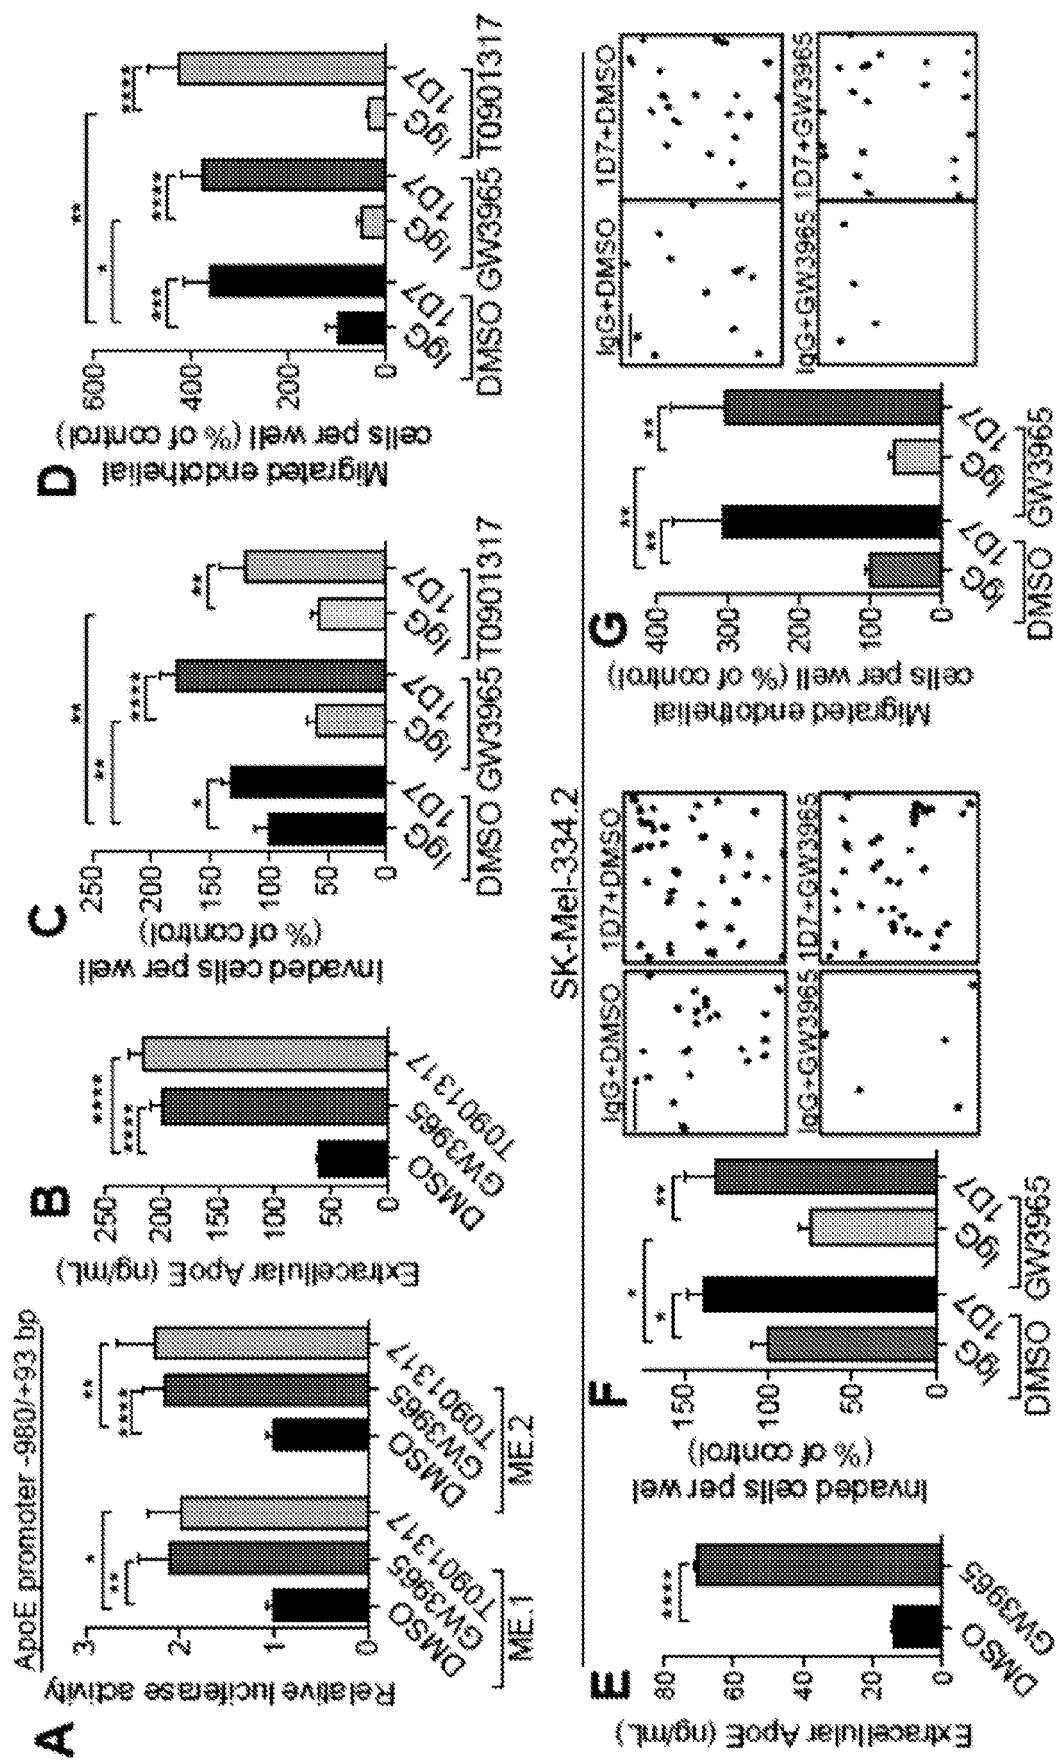 A
ApoE promoter -980/+93 bp
Relative luciferase activity
3
2
1
0
** *
**** **
DMSO
GW3965
T0901317
DMSO
GW3965
T0901317
ME.1
ME.2
B
Extracellular ApoE (ng/mL)
250
200
150
100
50
0
****
****
DMSO
GW3965
T0901317
C
Invaded cells per well
(% of control)
250
200
150
100
50
0
**
**
* **** **
IgG
1D7
IgG
1D7
IgG
1D7
DMSO GW3965 T0901317
D
Migrated endothelial
cells per well (% of control)
600
400
200
0
**
*
*** **** ****
IgG
1D7
IgG
1D7
IgG
1D7
DMSO GW3965 T0901317
SK-Mel-334.2
E
Extracellular ApoE (ng/mL)
80
60
40
20
0
****
DMSO
GW3965
F
Invaded cells per well
(% of control)
150
100
50
0
*
* **
IgG
1D7
IgG
1D7
DMSO GW3965
IgG+DMSO 1D7+DMSO
IgG+GW3965 1D7+GW3965
G
Migrated endothelial
cells per well (% of control)
400
300
200
100
0
**
** **
IgG
1D7
IgG
1D7
DMSO GW3965
IgG+DMSO 1D7+DMSO
IgG+GW3965 1D7+GW3965